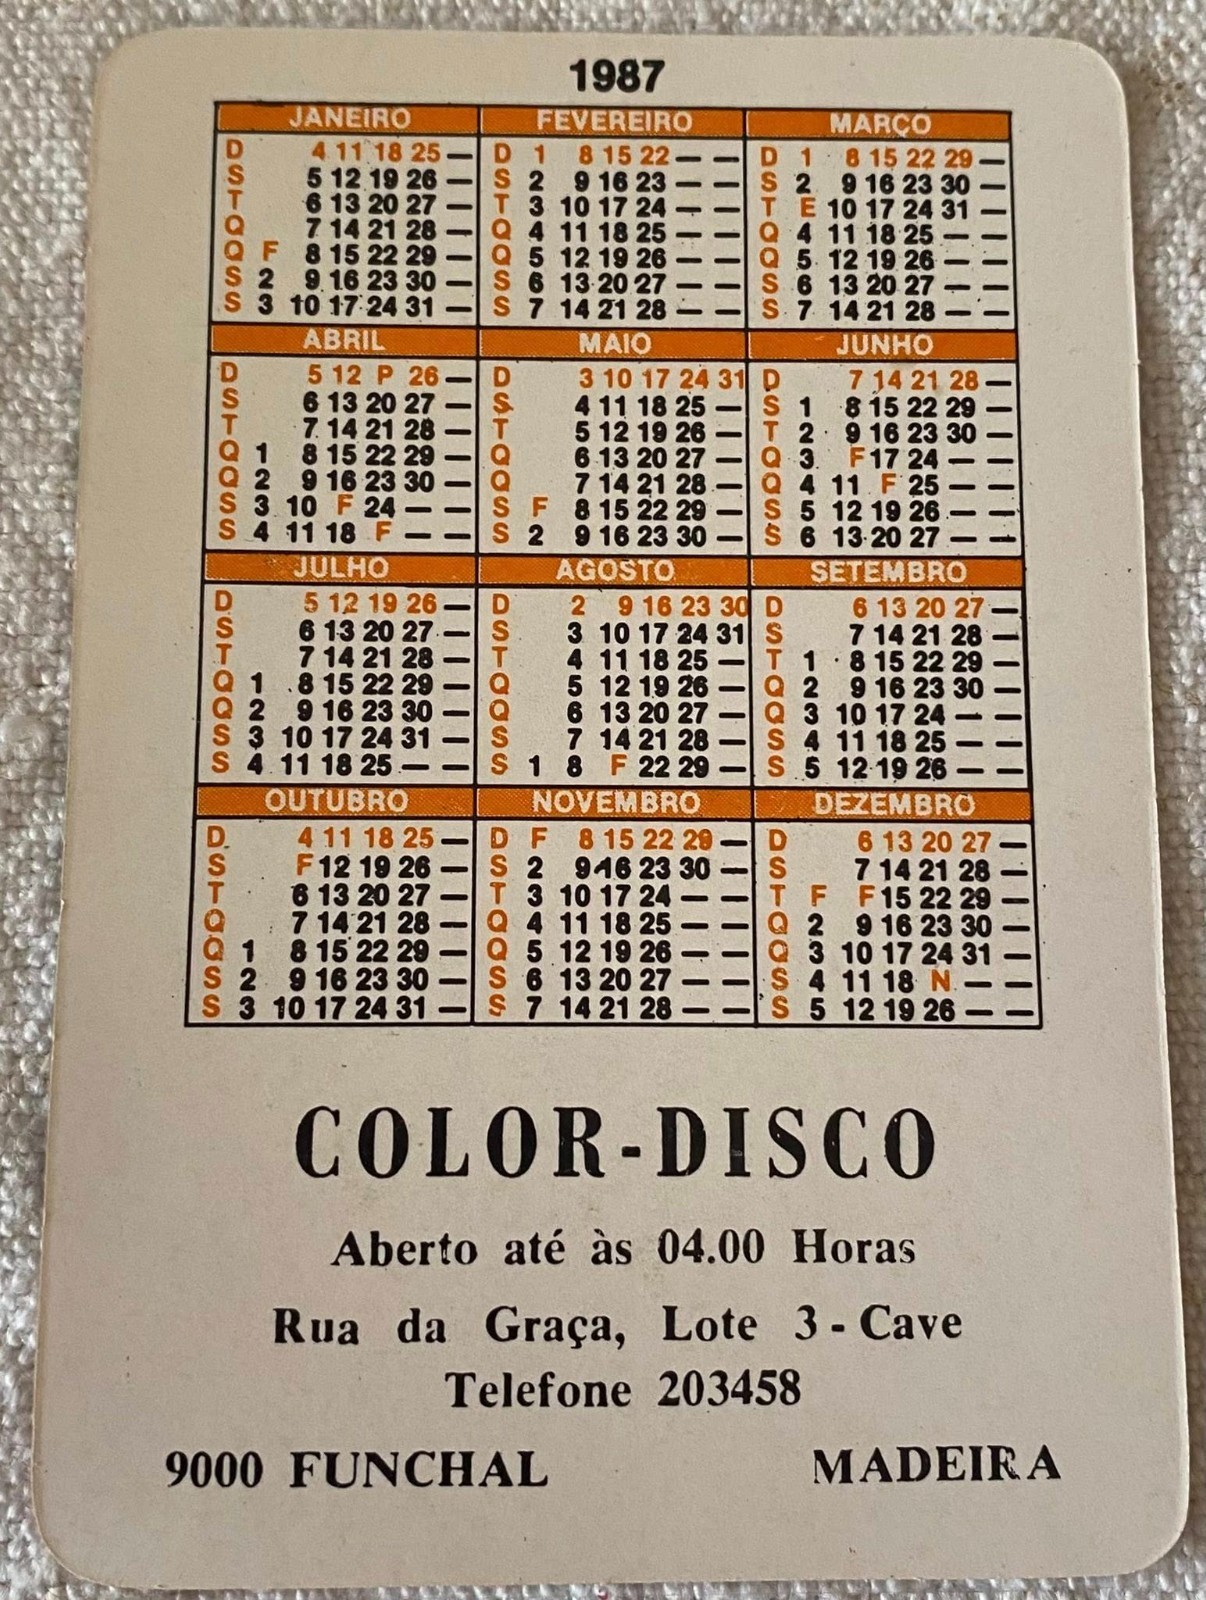 1987
JANEIRO FEVEREIRO MARÇO
D 4 11 18 25 — D 1 8 15 22 — — D 1 8 15 22 29 —
S 5 12 19 26 — S 2 9 16 23 — — S 2 9 16 23 30 —
T 6 13 20 27 — T 3 10 17 24 — — T E 10 17 24 31 —
Q 7 14 21 28 — Q 4 11 18 25 — — Q 4 11 18 25 — —
Q F 8 15 22 29 — Q 5 12 19 26 — — Q 5 12 19 26 — —
S 2 9 16 23 30 — S 6 13 20 27 — — S 6 13 20 27 — —
S 3 10 17 24 31 — S 7 14 21 28 — — S 7 14 21 28 — —
ABRIL MAIO JUNHO
D 5 12 P 26 — D 3 10 17 24 31 D 7 14 21 28 —
S 6 13 20 27 — S 4 11 18 25 — S 1 8 15 22 29 —
T 7 14 21 28 — T 5 12 19 26 — T 2 9 16 23 30 —
Q 1 8 15 22 29 — Q 6 13 20 27 — Q 3 F 17 24 — —
Q 2 9 16 23 30 — Q 7 14 21 28 — Q 4 11 F 25 — —
S 3 10 F 24 — — S F 8 15 22 29 — S 5 12 19 26 — —
S 4 11 18 F — — S 2 9 16 23 30 — S 6 13 20 27 — —
JULHO AGOSTO SETEMBRO
D 5 12 19 26 — D 2 9 16 23 30 D 6 13 20 27 —
S 6 13 20 27 — S 3 10 17 24 31 S 7 14 21 28 —
T 7 14 21 28 — T 4 11 18 25 — T 1 8 15 22 29 —
Q 1 8 15 22 29 — Q 5 12 19 26 — Q 2 9 16 23 30 —
Q 2 9 16 23 30 — Q 6 13 20 27 — Q 3 10 17 24 — —
S 3 10 17 24 31 — S 7 14 21 28 — S 4 11 18 25 — —
S 4 11 18 25 — — S 1 8 F 22 29 — S 5 12 19 26 — —
OUTUBRO NOVEMBRO DEZEMBRO
D 4 11 18 25 — D F 8 15 22 29 — D 6 13 20 27 —
S F 12 19 26 — S 2 9 16 23 30 — S 7 14 21 28 —
T 6 13 20 27 — T 3 10 17 24 — — T F F 15 22 29 —
Q 7 14 21 28 — Q 4 11 18 25 — — Q 2 9 16 23 30 —
Q 1 8 15 22 29 — Q 5 12 19 26 — — Q 3 10 17 24 31 —
S 2 9 16 23 30 — S 6 13 20 27 — — S 4 11 18 N — —
S 3 10 17 24 31 — S 7 14 21 28 — — S 5 12 19 26 — —
COLOR-DISCO
Aberto até às 04.00 Horas
Rua da Graça, Lote 3 - Cave
Telefone 203458
9000 FUNCHAL MADEIRA